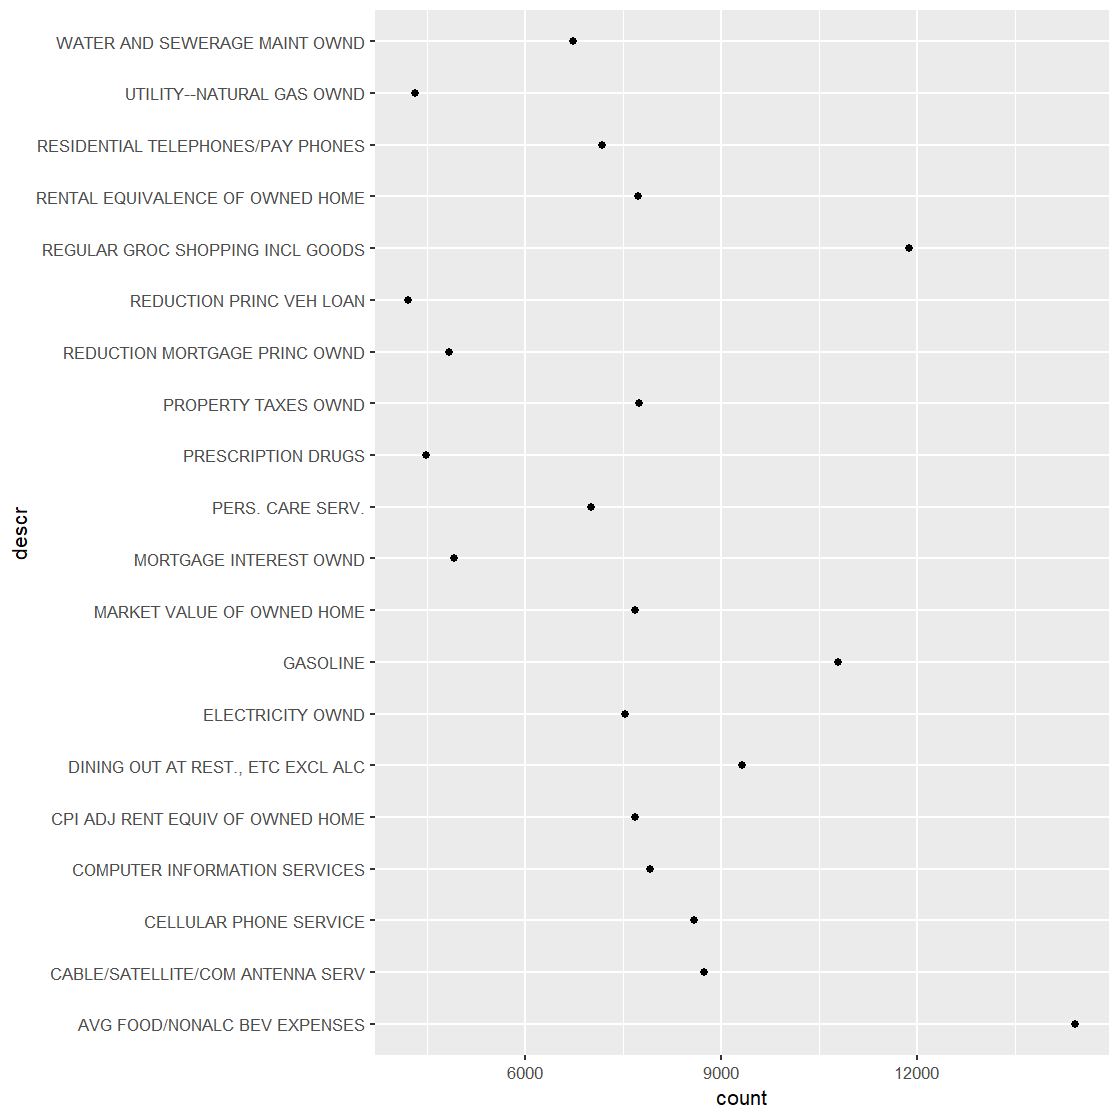 WATER AND SEWERAGE MAINT OWND
UTILITY--NATURAL GAS OWND
RESIDENTIAL TELEPHONES/PAY PHONES
RENTAL EQUIVALENCE OF OWNED HOME
REGULAR GROC SHOPPING INCL GOODS
REDUCTION PRINC VEH LOAN
REDUCTION MORTGAGE PRINC OWND
PROPERTY TAXES OWND
PRESCRIPTION DRUGS
PERS. CARE SERV.
MORTGAGE INTEREST OWND
MARKET VALUE OF OWNED HOME
GASOLINE
ELECTRICITY OWND
DINING OUT AT REST., ETC EXCL ALC
CPI ADJ RENT EQUIV OF OWNED HOME
COMPUTER INFORMATION SERVICES
CELLULAR PHONE SERVICE
CABLE/SATELLITE/COM ANTENNA SERV
AVG FOOD/NONALC BEV EXPENSES
descr
6000 9000 12000
count